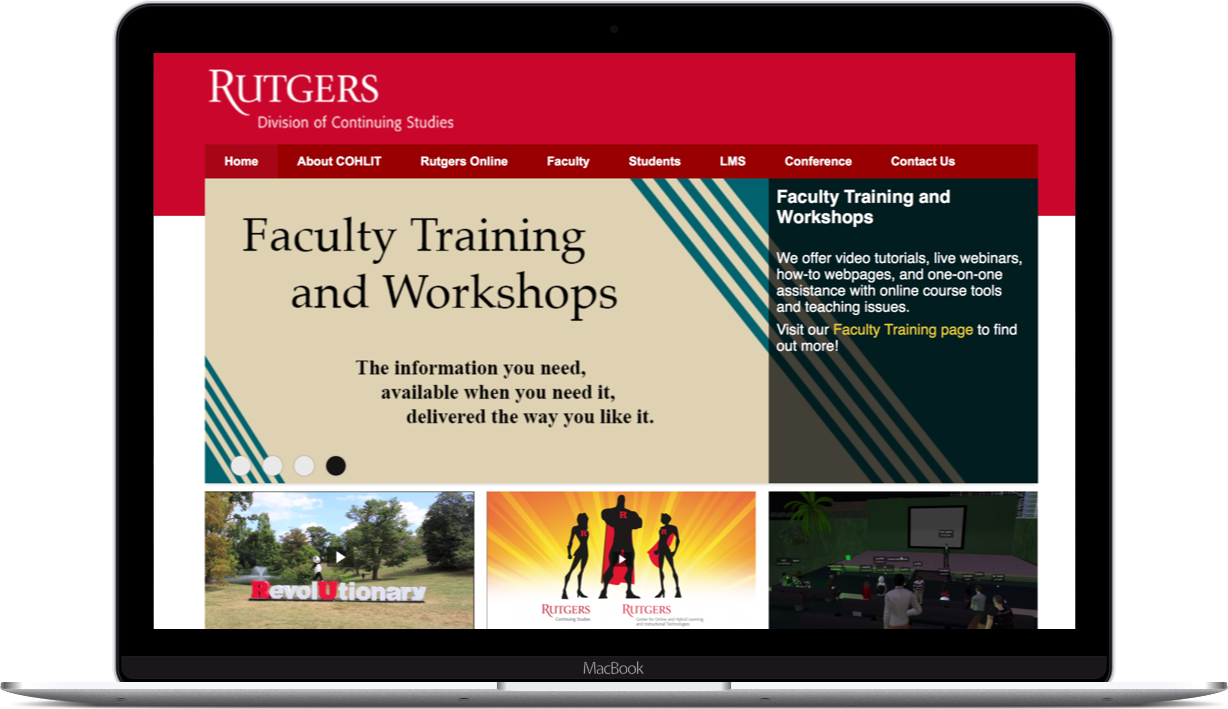 RUTGERS
Division of Continuing Studies
Home About COHLIT Rutgers Online Faculty Students LMS Conference Contact Us
Faculty Training
and Workshops
The information you need,
available when you need it,
delivered the way you like it.
Faculty Training and
Workshops
We offer video tutorials, live webinars,
how-to webpages, and one-on-one
assistance with online course tools
and teaching issues.
Visit our Faculty Training page to find
out more!
RevolUtionary
R R R
RUTGERS
Continuing Studies
RUTGERS
Center for Online and Hybrid Learning
and Instructional Technologies
MacBook